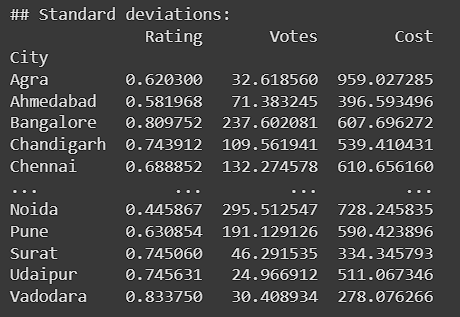 ## Standard deviations:
Rating Votes Cost
City
Agra 0.620300 32.618560 959.027285
Ahmedabad 0.581968 71.383245 396.593496
Bangalore 0.809752 237.602081 607.696272
Chandigarh 0.743912 109.561941 539.410431
Chennai 0.688852 132.274578 610.656160
... ... ... ...
Noida 0.445867 295.512547 728.245835
Pune 0.630854 191.129126 590.423896
Surat 0.745060 46.291535 334.345793
Udaipur 0.745631 24.966912 511.067346
Vadodara 0.833750 30.408934 278.076266